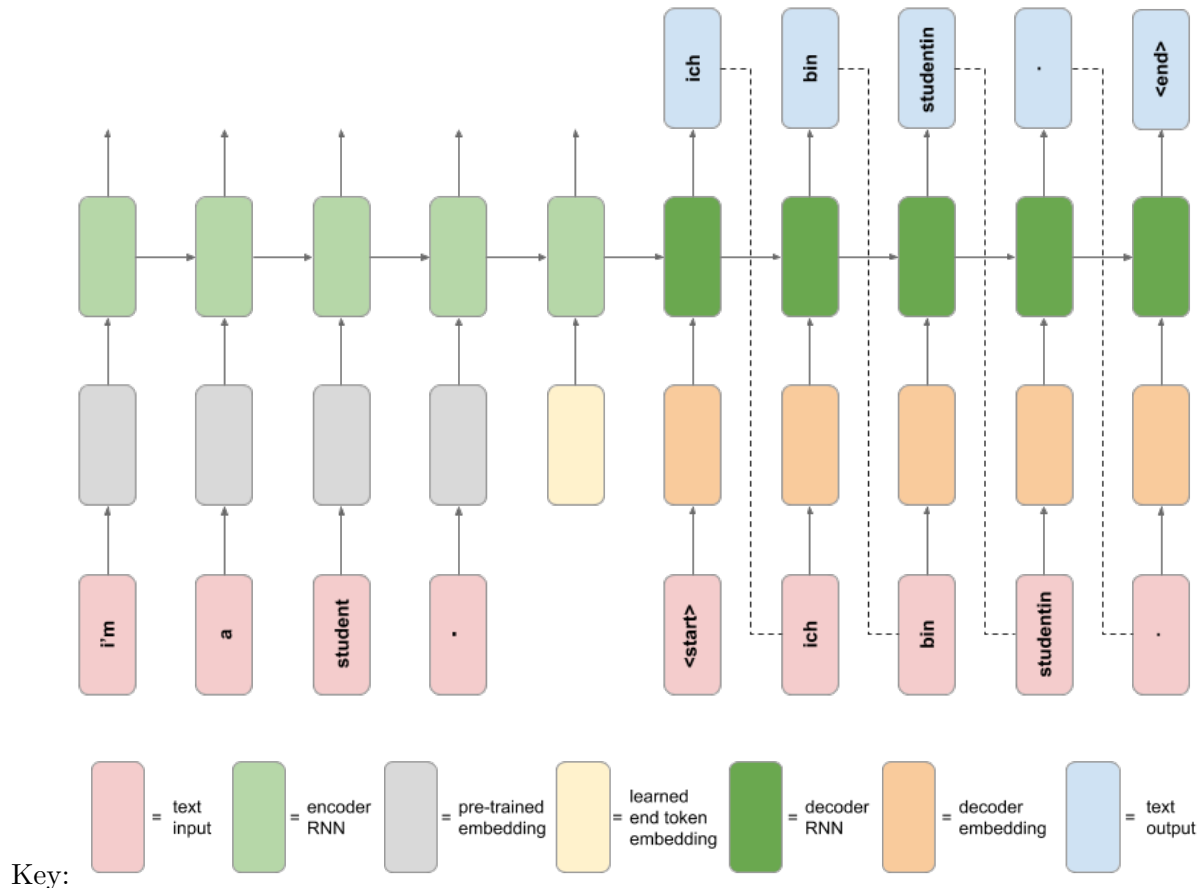 ich
bin
studentin
.
<end>
i'm
a
student
.
<start>
ich
bin
studentin
.
Key:
= text
input
= encoder
RNN
= pre-trained
embedding
= learned
end token
embedding
= decoder
RNN
= decoder
embedding
= text
output